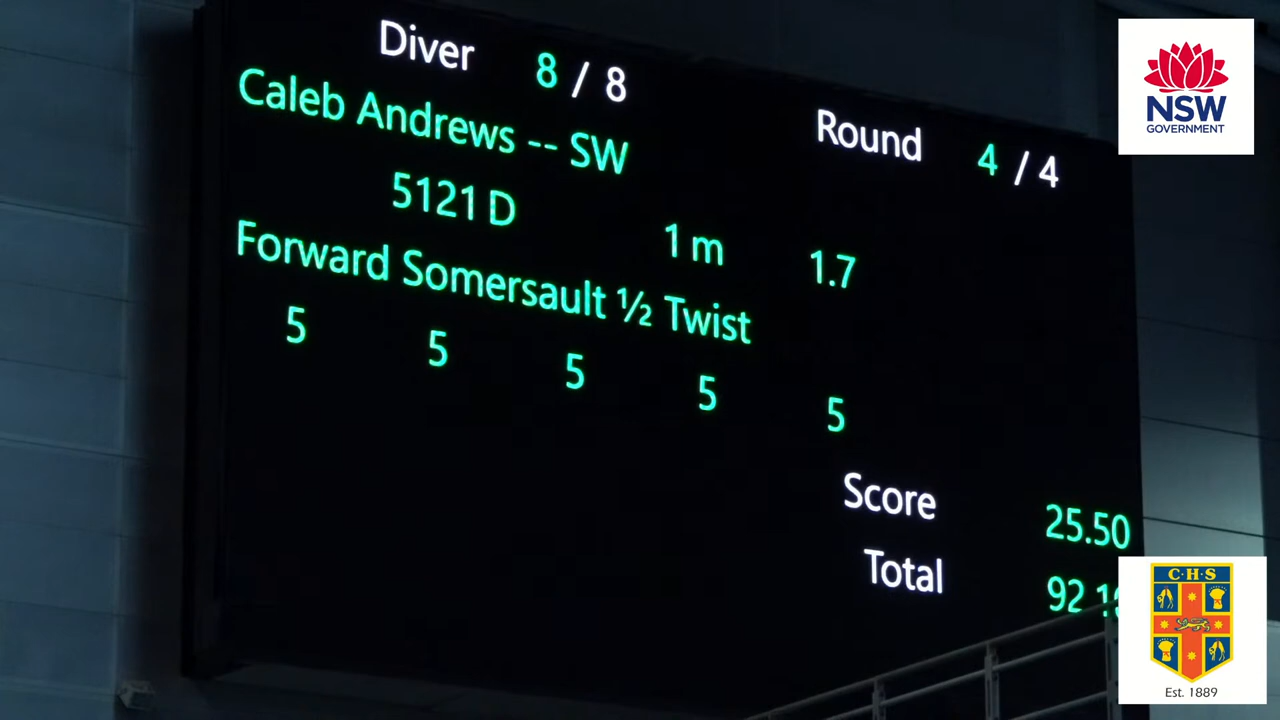 Diver 8 / 8
Caleb Andrews -- SW
Round 4 / 4
5121 D
1 m
1.7
Forward Somersault ½ Twist
5 5 5 5 5
Score 25.50
Total
NSW
GOVERNMENT
C·H·S
Est. 1889